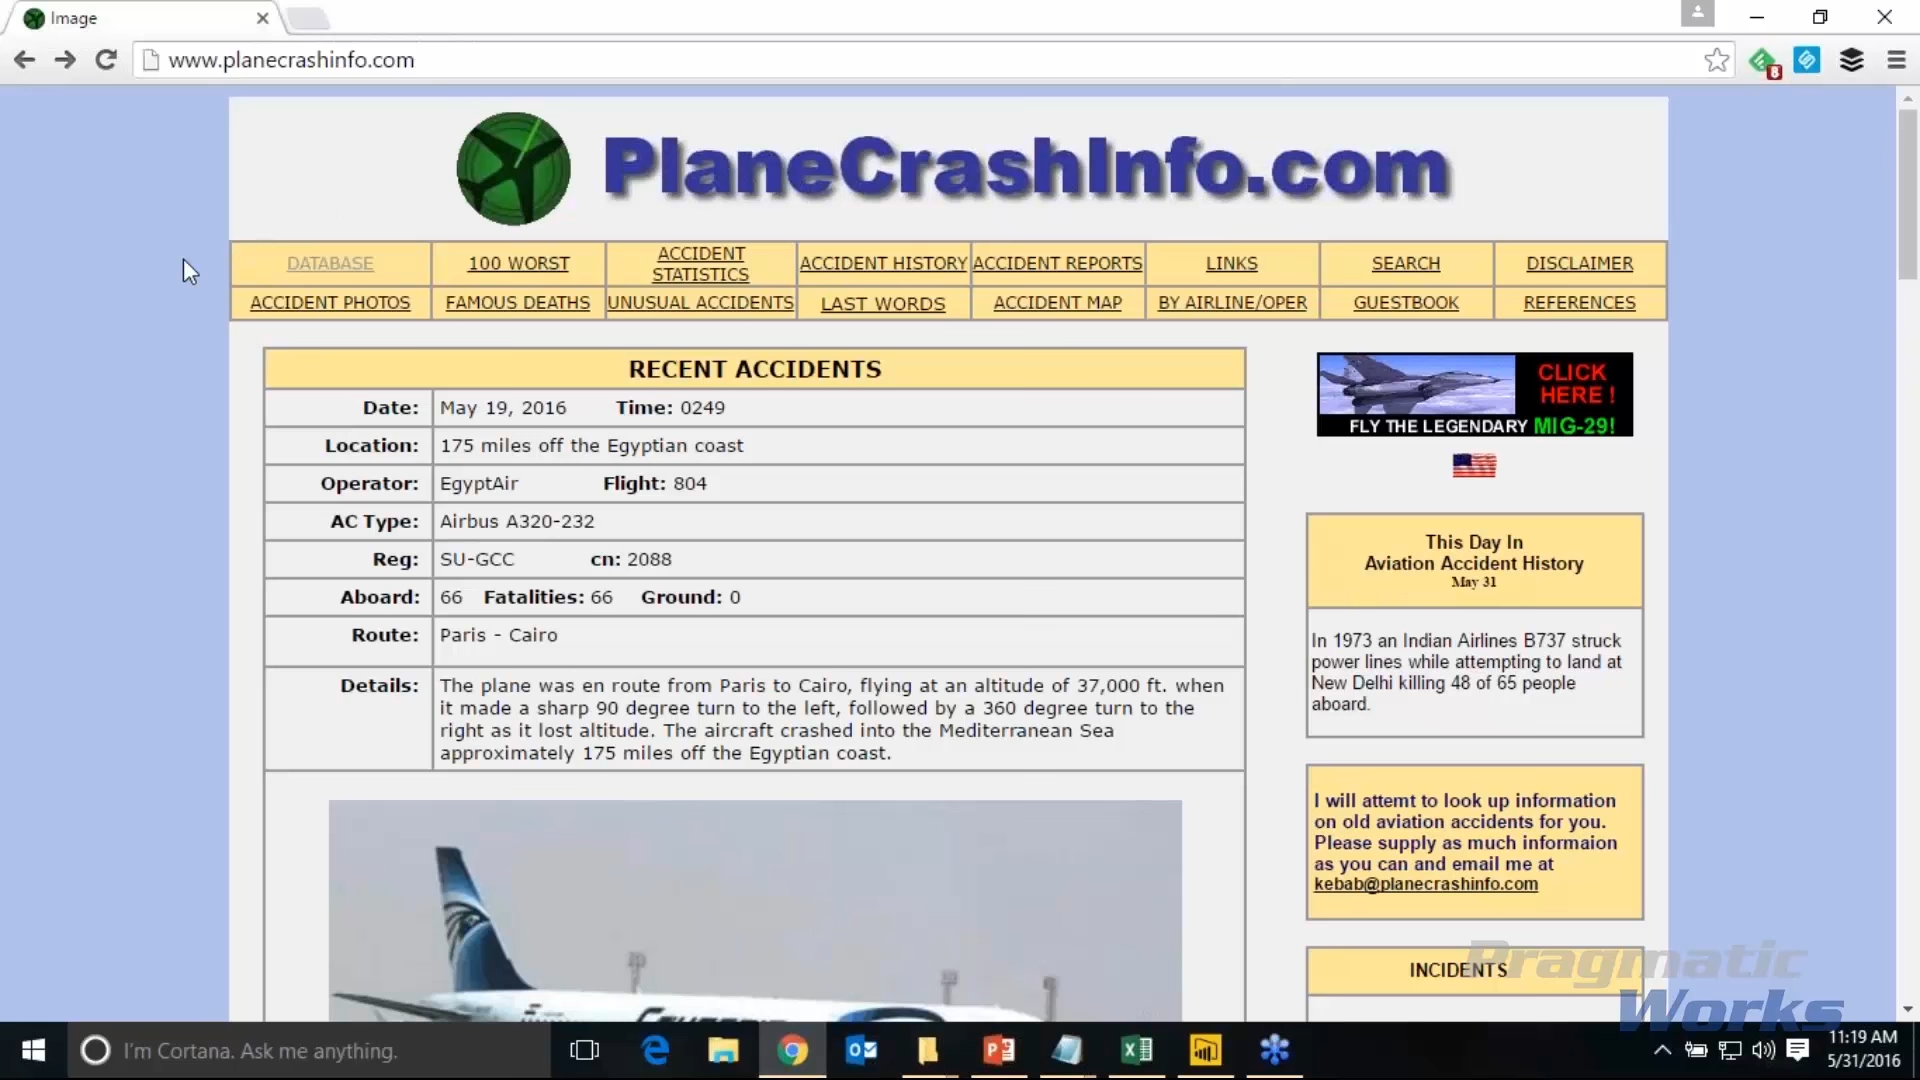 Image
www.planecrashinfo.com
8
PlaneCrashInfo.com
DATABASE 100 WORST ACCIDENT STATISTICS ACCIDENT HISTORY ACCIDENT REPORTS LINKS SEARCH DISCLAIMER
ACCIDENT PHOTOS FAMOUS DEATHS UNUSUAL ACCIDENTS LAST WORDS ACCIDENT MAP BY AIRLINE/OPER GUESTBOOK REFERENCES
RECENT ACCIDENTS
Date: May 19, 2016 Time: 0249
Location: 175 miles off the Egyptian coast
Operator: EgyptAir Flight: 804
AC Type: Airbus A320-232
Reg: SU-GCC cn: 2088
Aboard: 66 Fatalities: 66 Ground: 0
Route: Paris - Cairo
Details: The plane was en route from Paris to Cairo, flying at an altitude of 37,000 ft. when
it made a sharp 90 degree turn to the left, followed by a 360 degree turn to the
right as it lost altitude. The aircraft crashed into the Mediterranean Sea
approximately 175 miles off the Egyptian coast.
CLICK
HERE !
FLY THE LEGENDARY MIG-29!
This Day In
Aviation Accident History
May 31
In 1973 an Indian Airlines B737 struck
power lines while attempting to land at
New Delhi killing 48 of 65 people
aboard.
I will attemt to look up information
on old aviation accidents for you.
Please supply as much informaion
as you can and email me at
kebab@planecrashinfo.com
INCIDENTS
Pragmatic
Works
I'm Cortana. Ask me anything.
11:19 AM
5/31/2016